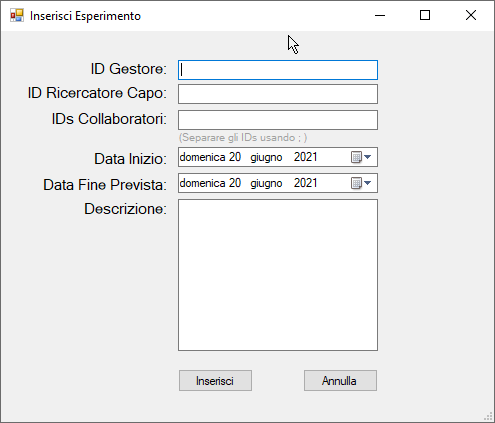 Inserisci Esperimento
ID Gestore:
ID Ricercatore Capo:
IDs Collaboratori:
(Separare gli IDs usando ; )
Data Inizio: domenica 20 giugno 2021
Data Fine Prevista: domenica 20 giugno 2021
Descrizione:
Inserisci Annulla